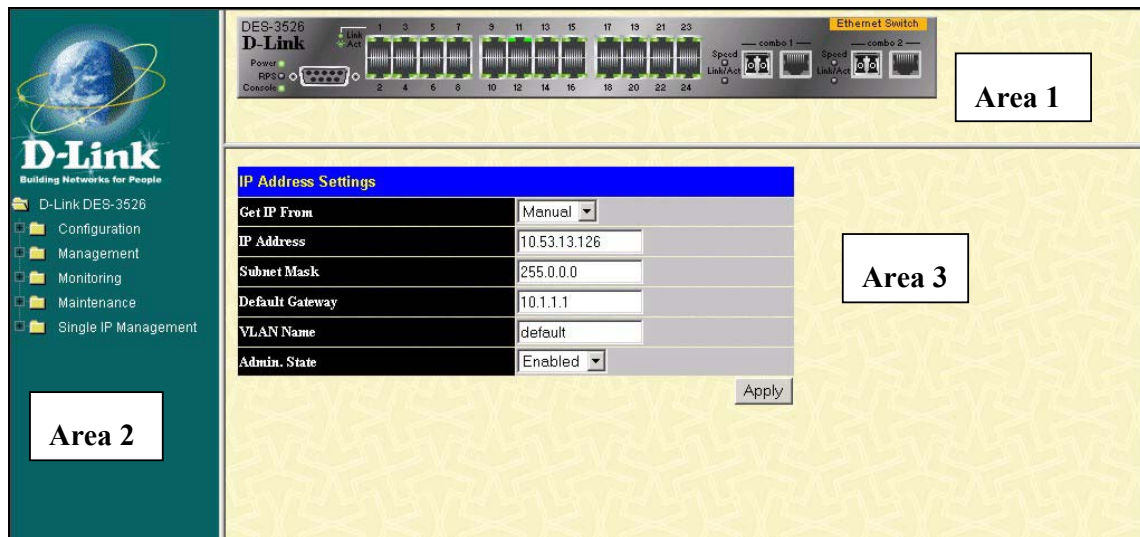 DES-3526
D-Link
Link
Act
1 3 5 7 9 11 13 15 17 19 21 23
Ethernet Switch
combo 1
combo 2
Power
RPS
Console
Speed
Link/Act
Speed
Link/Act
2 4 6 8 10 12 14 16 18 20 22 24
Area 1
D-Link
Building Networks for People
D-Link DES-3526
Configuration
Management
Monitoring
Maintenance
Single IP Management
Area 2
IP Address Settings
Get IP From Manual
IP Address 10.53.13.126
Subnet Mask 255.0.0.0
Default Gateway 10.1.1.1
VLAN Name default
Admin. State Enabled
Apply
Area 3